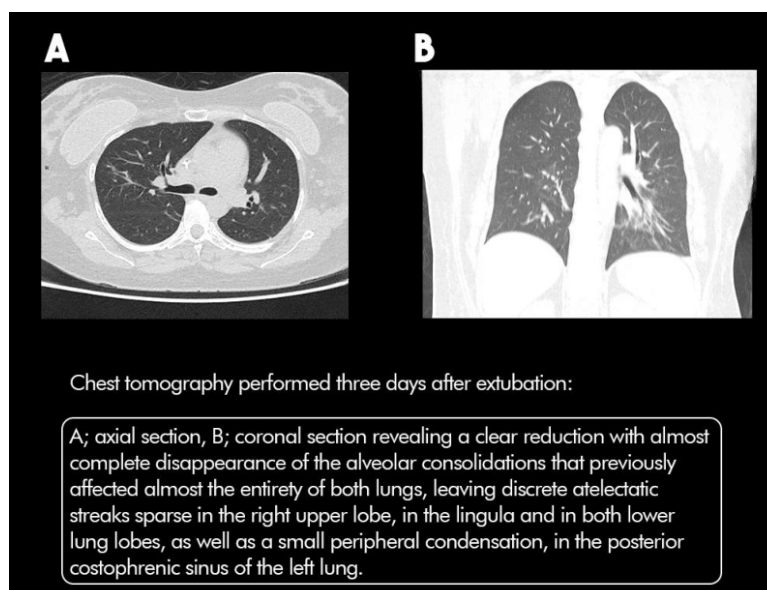 A
B
Chest tomography performed three days after extubation:
A; axial section, B; coronal section revealing a clear reduction with almost
complete disappearance of the alveolar consolidations that previously
affected almost the entirety of both lungs, leaving discrete atelectatic
streaks sparse in the right upper lobe, in the lingula and in both lower
lung lobes, as well as a small peripheral condensation, in the posterior
costophrenic sinus of the left lung.